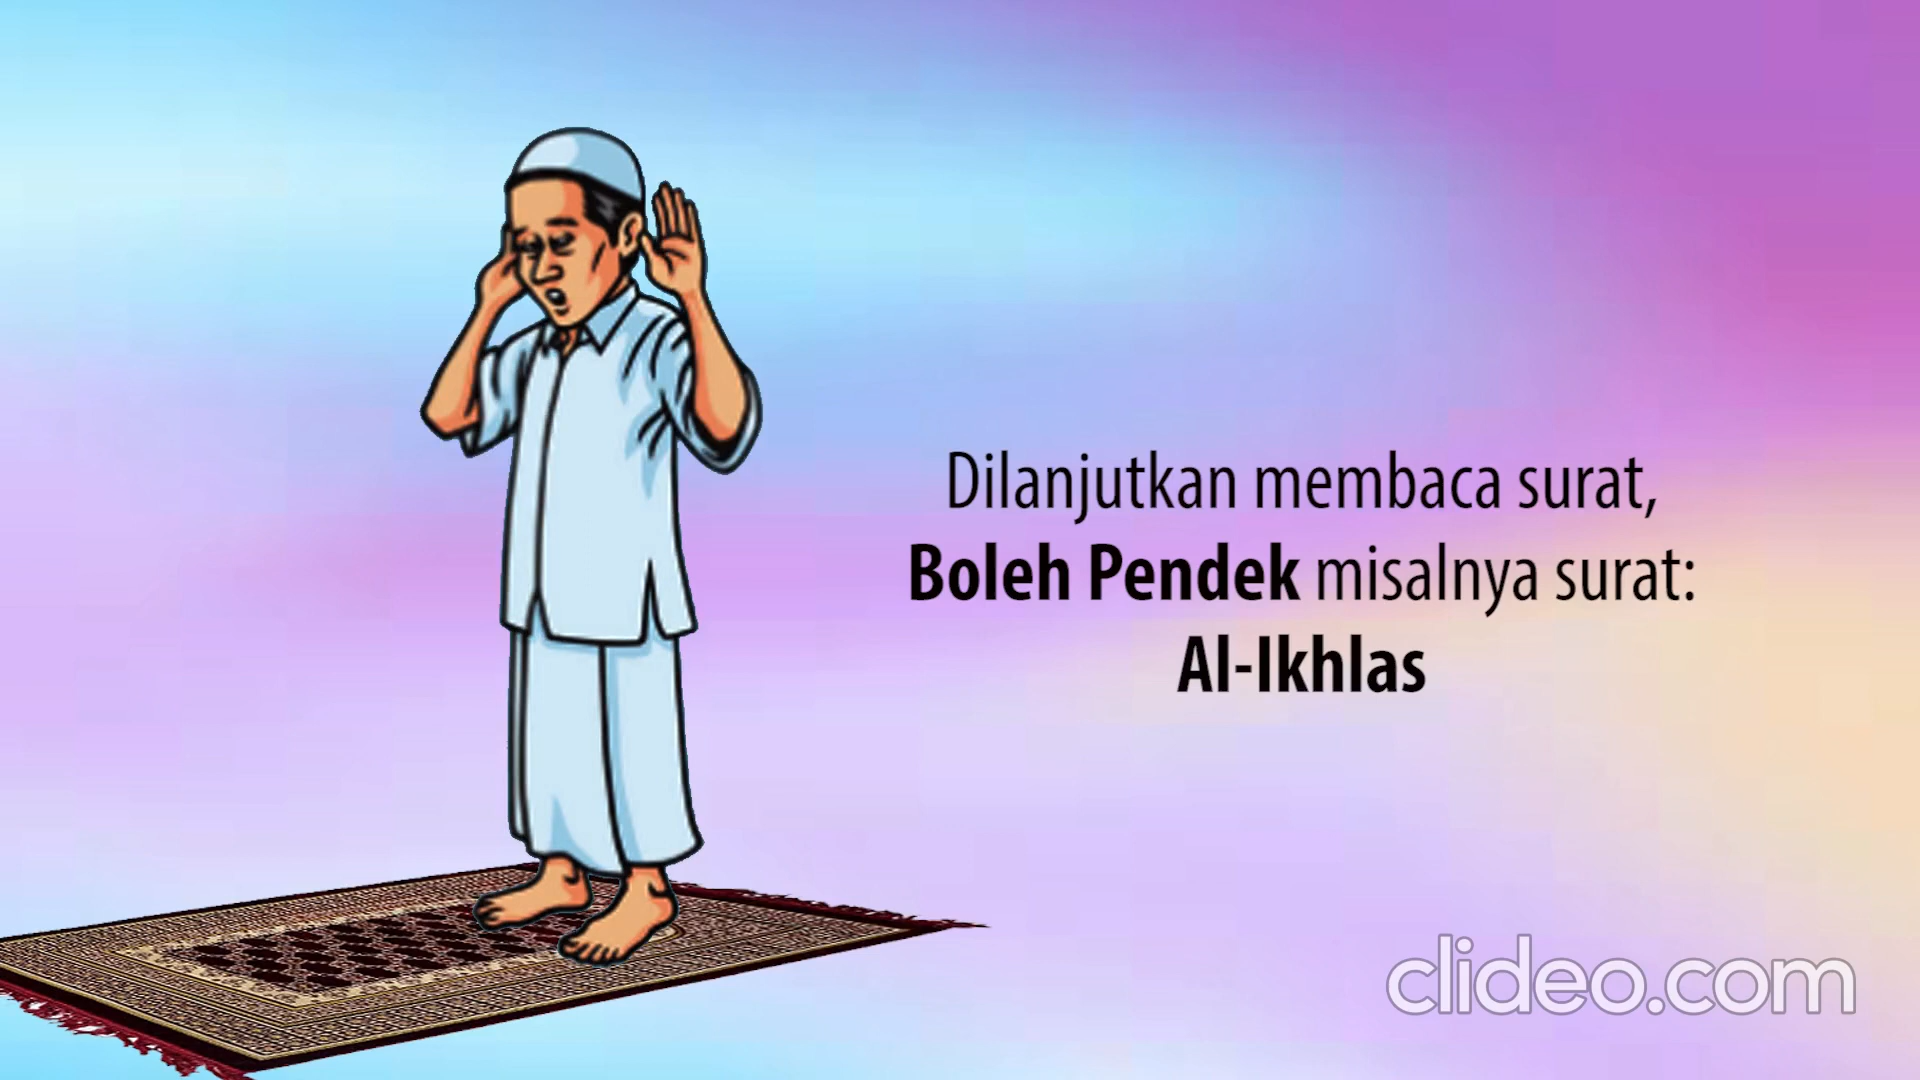 Dilanjutkan membaca surat,
Boleh Pendek misalnya surat:
Al-Ikhlas
clideo.com